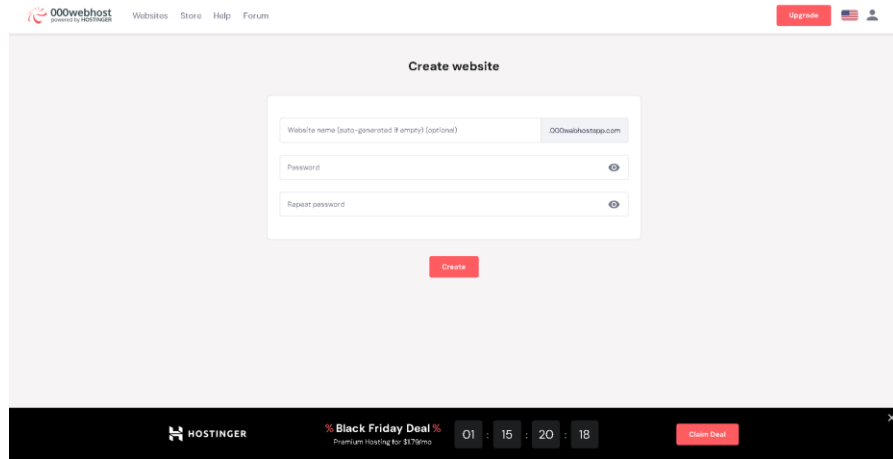 000webhost
powered by HOSTINGER
Websites Store Help Forum
Upgrade
Create website
Website name (auto-generated if empty) (optional)
.000webhostapp.com
Password
Repeat password
Create
HOSTINGER
% Black Friday Deal %
Premium Hosting for $1.79/mo
01 : 15 : 20 : 18
Claim Deal